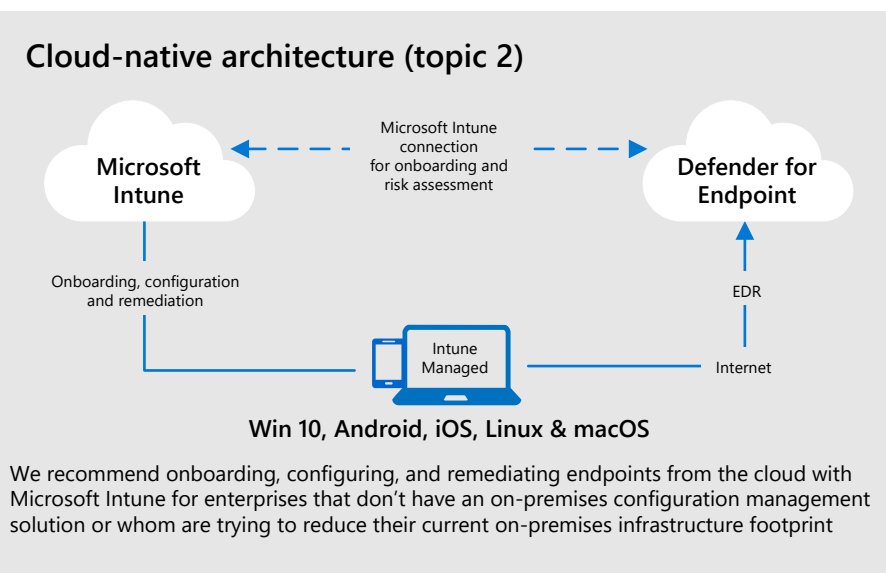 Cloud-native architecture (topic 2)
Microsoft
Intune
Microsoft Intune
connection
for onboarding and
risk assessment
Defender for
Endpoint
Onboarding, configuration
and remediation
EDR
Intune
Managed
Internet
Win 10, Android, iOS, Linux & macOS
We recommend onboarding, configuring, and remediating endpoints from the cloud with
Microsoft Intune for enterprises that don’t have an on-premises configuration management
solution or whom are trying to reduce their current on-premises infrastructure footprint